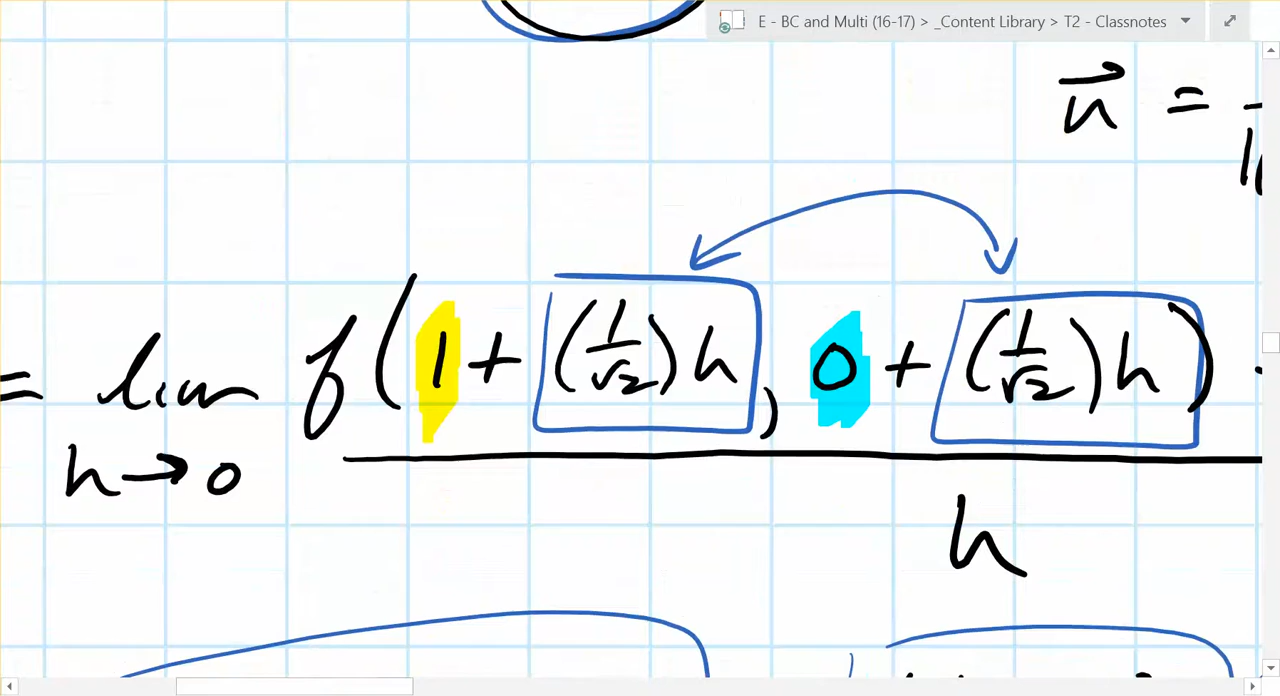 E - BC and Multi (16-17) > _Content Library > T2 - Classnotes
u⃗ =
= lim f(1 + (1/√2)h, 0 + (1/√2)h) -
h→0
h